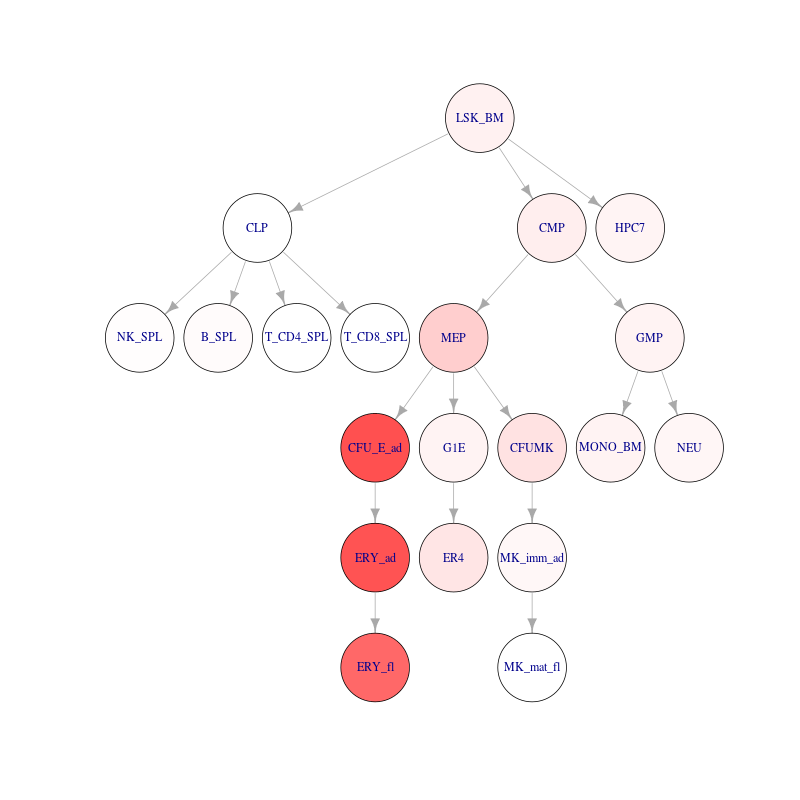 LSK_BM
CLP
CMP
HPC7
NK_SPL
B_SPL
T_CD4_SPL
T_CD8_SPL
MEP
GMP
CFU_E_ad
G1E
CFUMK
MONO_BM
NEU
ERY_ad
ER4
MK_imm_ad
ERY_fl
MK_mat_fl